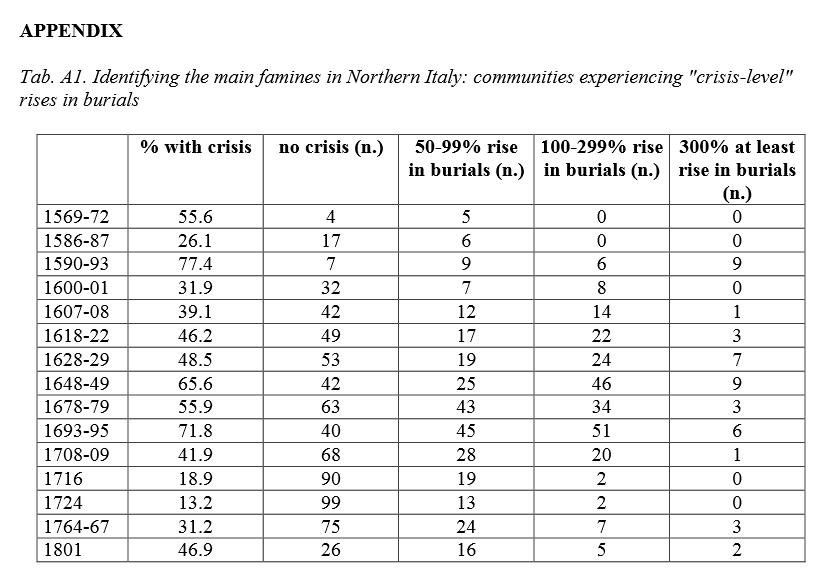 APPENDIX
Tab. A1. Identifying the main famines in Northern Italy: communities experiencing "crisis-level"
rises in burials
% with crisis no crisis (n.) 50-99% rise 100-299% rise 300% at least
in burials (n.) in burials (n.) rise in burials
(n.)
1569-72 55.6 4 5 0 0
1586-87 26.1 17 6 0 0
1590-93 77.4 7 9 6 9
1600-01 31.9 32 7 8 0
1607-08 39.1 42 12 14 1
1618-22 46.2 49 17 22 3
1628-29 48.5 53 19 24 7
1648-49 65.6 42 25 46 9
1678-79 55.9 63 43 34 3
1693-95 71.8 40 45 51 6
1708-09 41.9 68 28 20 1
1716 18.9 90 19 2 0
1724 13.2 99 13 2 0
1764-67 31.2 75 24 7 3
1801 46.9 26 16 5 2